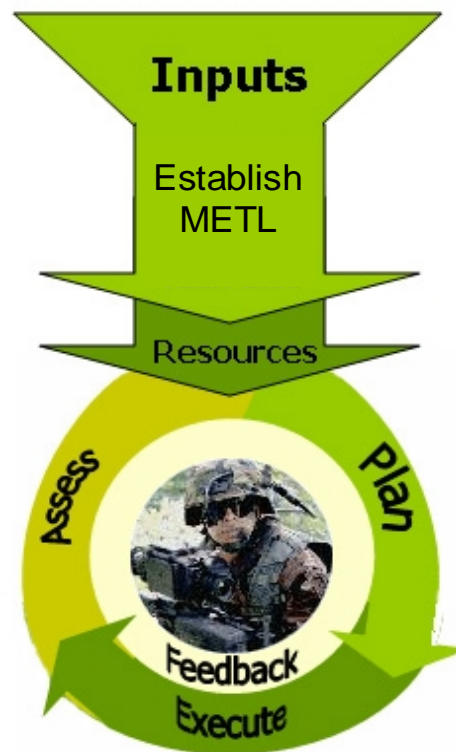 Inputs
Establish
METL
Resources
Assess
Plan
Feedback
Execute